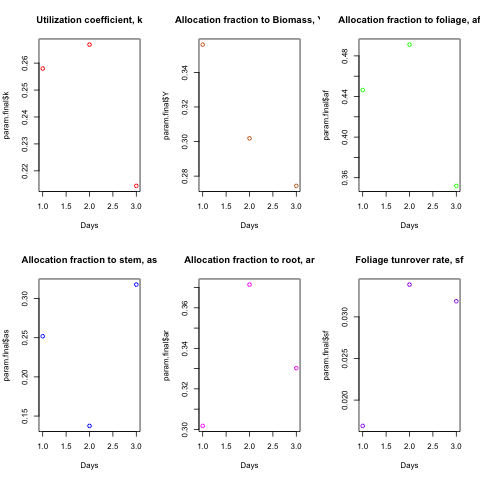 Utilization coefficient, k
param.final$k
0.22 0.23 0.24 0.25 0.26
1.0 1.5 2.0 2.5 3.0
Days
Allocation fraction to Biomass,
param.final$Y
0.28 0.30 0.32 0.34
1.0 1.5 2.0 2.5 3.0
Days
Allocation fraction to foliage, af
param.final$af
0.36 0.40 0.44 0.48
1.0 1.5 2.0 2.5 3.0
Days
Allocation fraction to stem, as
param.final$as
0.15 0.20 0.25 0.30
1.0 1.5 2.0 2.5 3.0
Days
Allocation fraction to root, ar
param.final$ar
0.30 0.32 0.34 0.36
1.0 1.5 2.0 2.5 3.0
Days
Foliage tunrover rate, sf
param.final$sf
0.020 0.025 0.030
1.0 1.5 2.0 2.5 3.0
Days